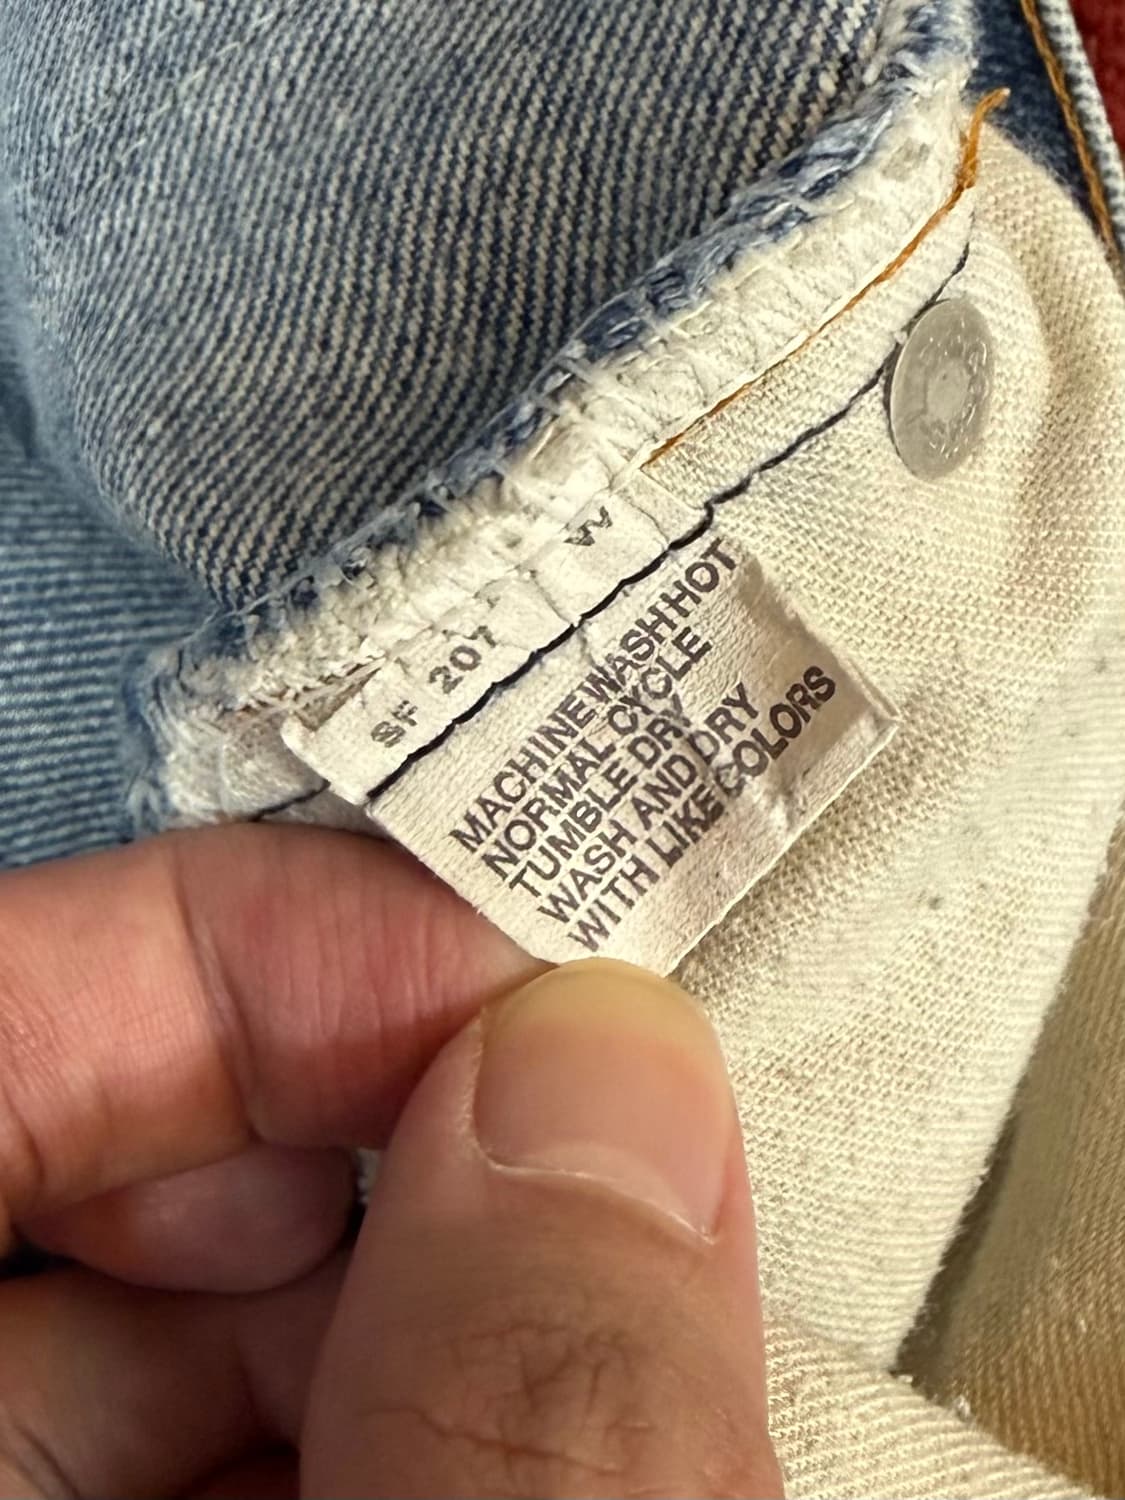 SF 207 W
MACHINE WASH HOT
NORMAL CYCLE
TUMBLE DRY
WASH AND DRY
WITH LIKE COLORS